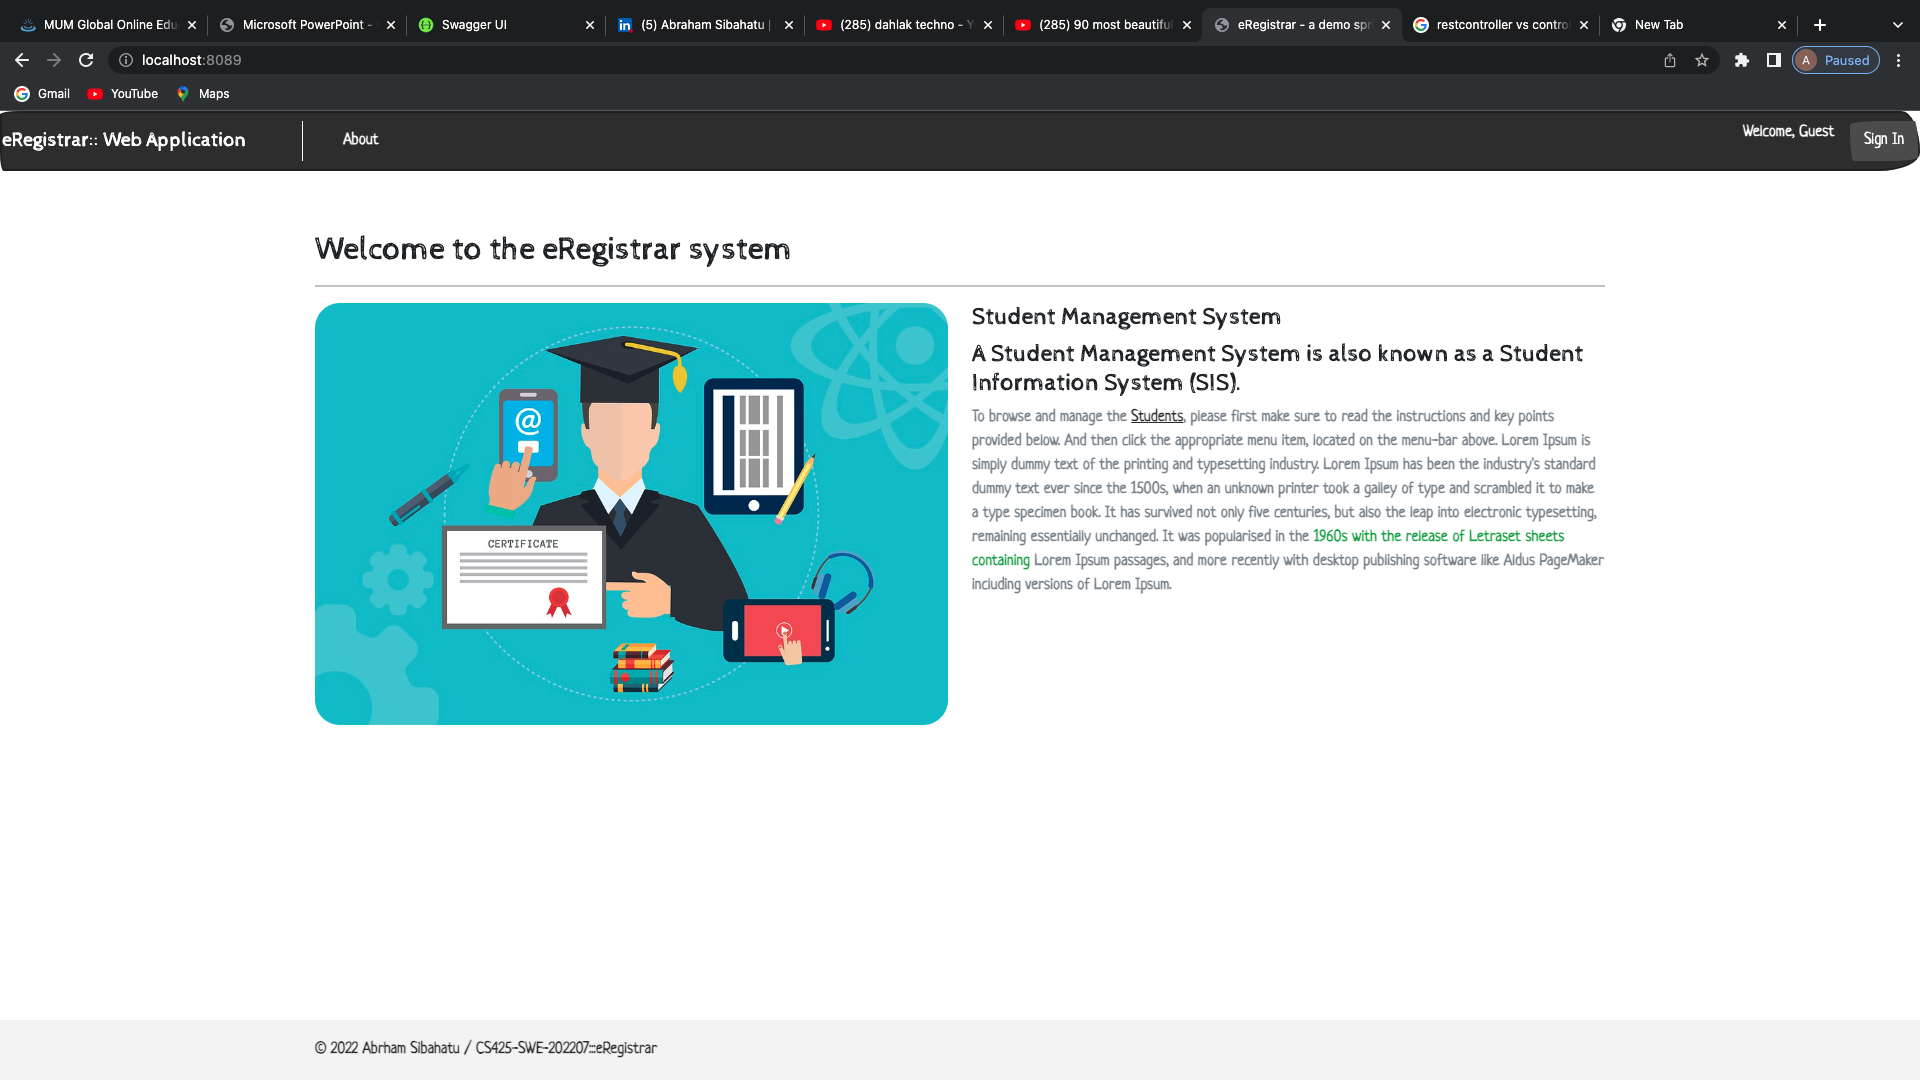 MUM Global Online Edu
Microsoft PowerPoint -
Swagger UI
(5) Abraham Sibahatu |
(285) dahlak techno - Y
(285) 90 most beautiful
eRegistrar - a demo spr
restcontroller vs contro
New Tab
localhost:8089
A Paused
Gmail YouTube Maps
eRegistrar:: Web Application
About
Welcome, Guest
Sign In
Welcome to the eRegistrar system
@
CERTIFICATE
Student Management System
A Student Management System is also known as a Student
Information System (SIS).
To browse and manage the Students, please first make sure to read the instructions and key points
provided below. And then click the appropriate menu item, located on the menu-bar above. Lorem Ipsum is
simply dummy text of the printing and typesetting industry. Lorem Ipsum has been the industry's standard
dummy text ever since the 1500s, when an unknown printer took a galley of type and scrambled it to make
a type specimen book. It has survived not only five centuries, but also the leap into electronic typesetting,
remaining essentially unchanged. It was popularised in the 1960s with the release of Letraset sheets
containing Lorem Ipsum passages, and more recently with desktop publishing software like Aldus PageMaker
including versions of Lorem Ipsum.
© 2022 Abrham Sibahatu / CS425-SWE-202207:::eRegistrar